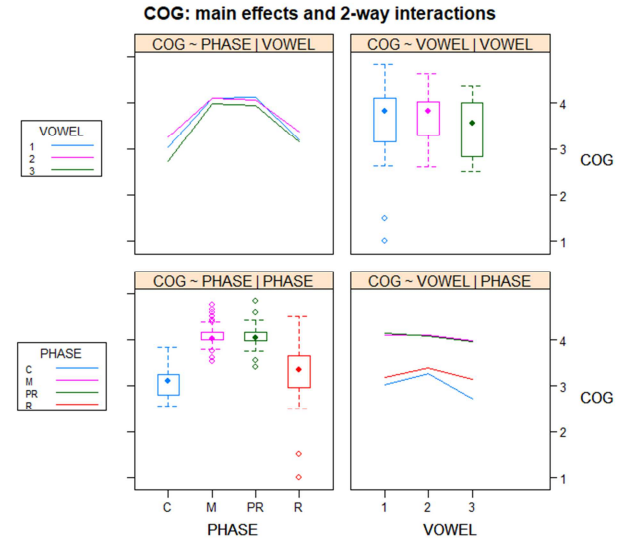 COG: main effects and 2-way interactions
COG ~ PHASE | VOWEL
COG ~ VOWEL | VOWEL
VOWEL
1
2
3
4
3
2
1
COG
COG ~ PHASE | PHASE
COG ~ VOWEL | PHASE
PHASE
C
M
PR
R
4
3
2
1
COG
C M PR R
1 2 3
PHASE
VOWEL